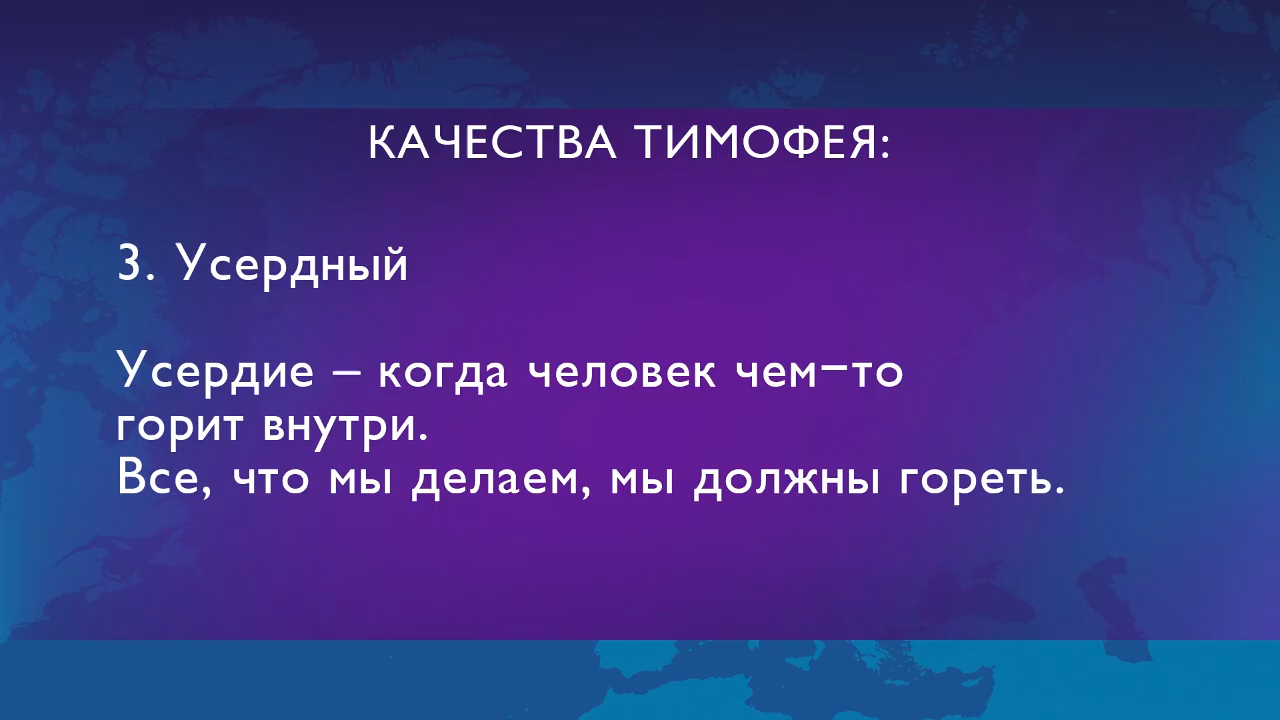 КАЧЕСТВА ТИМОФЕЯ:
3. Усердный
Усердие – когда человек чем-то
горит внутри.
Все, что мы делаем, мы должны гореть.